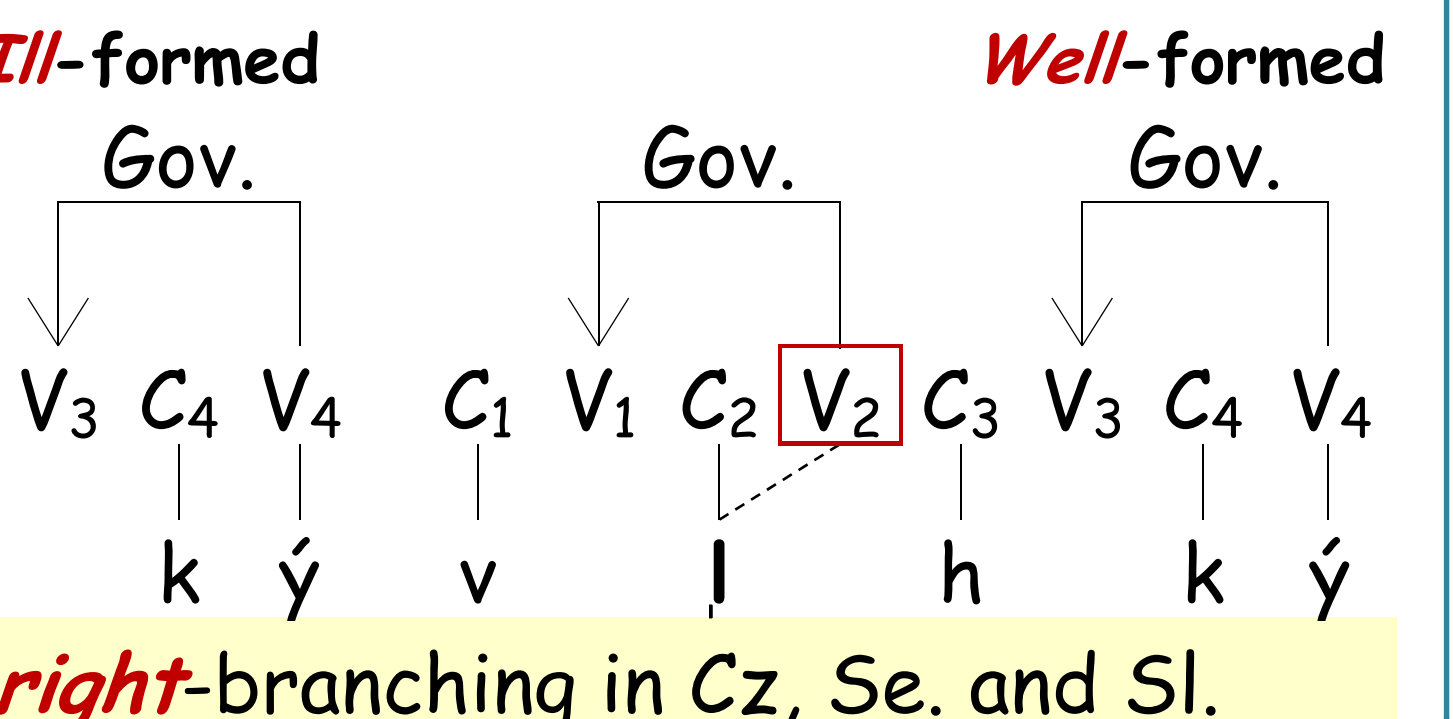 Ill-formed Well-formed
Gov. Gov. Gov.
V3 C4 V4 C1 V1 C2 V2 C3 V3 C4 V4
k ý v l̩ h k ý
right-branching in Cz, Se. and Sl.